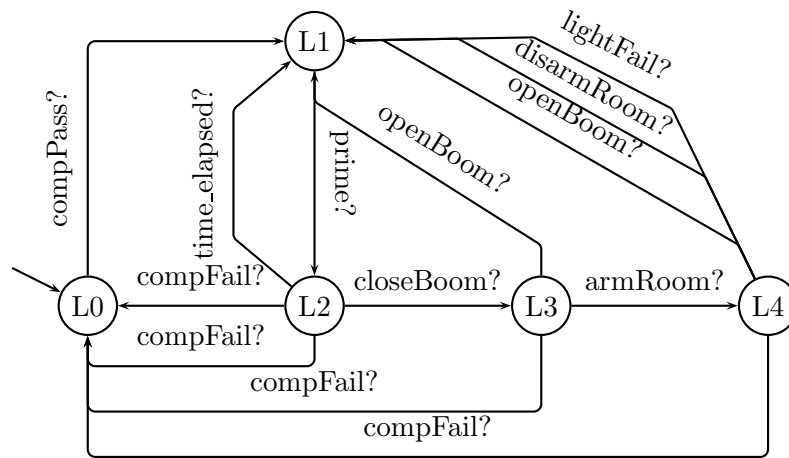 L1
lightFail?
disarmRoom?
openBoom?
compPass?
time_elapsed?
prime?
openBoom?
compFail?
closeBoom?
armRoom?
L0
L2
L3
L4
compFail?
compFail?
compFail?